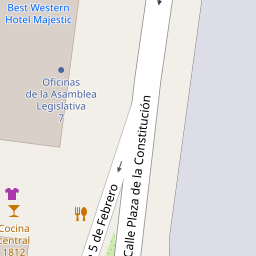 Best Western
Hotel Majestic
Oficinas
de la Asamblea
Legislativa
7
Calle Plaza de la Constitución
5 de Febrero
Cocina
Central
1812